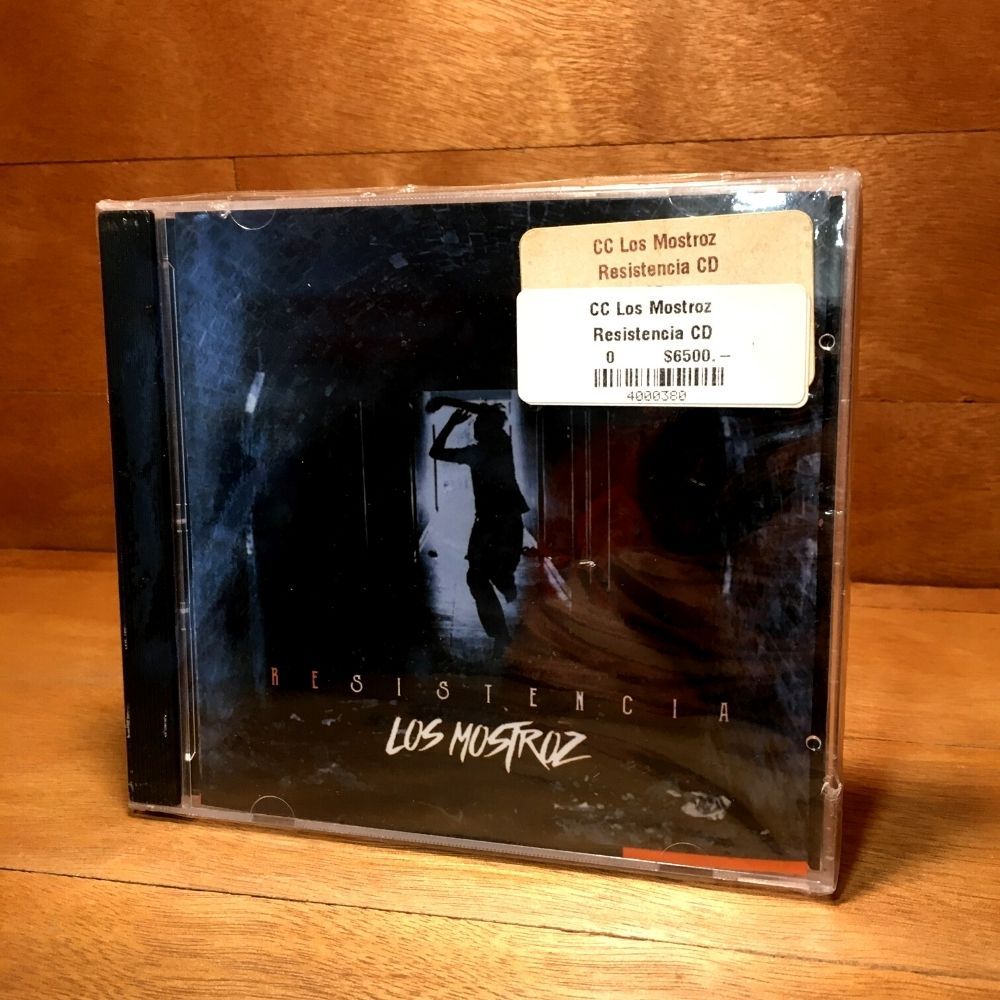 CC Los Mostroz
Resistencia CD
CC Los Mostroz
Resistencia CD
0 $6500.-
4000380
RESISTENCIA
LOS MOSTROZ